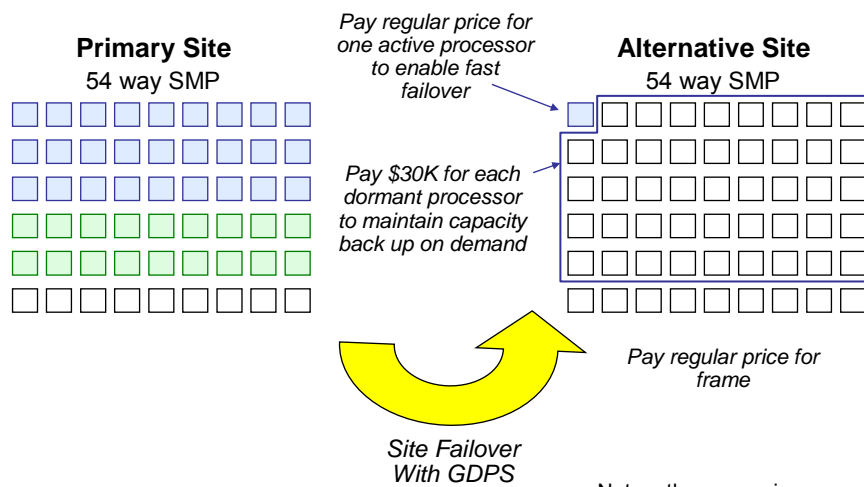 Pay regular price for
one active processor
to enable fast
failover
Primary Site
54 way SMP
Alternative Site
54 way SMP
Pay $30K for each
dormant processor
to maintain capacity
back up on demand
Pay regular price for
frame
Site Failover
With GDPS